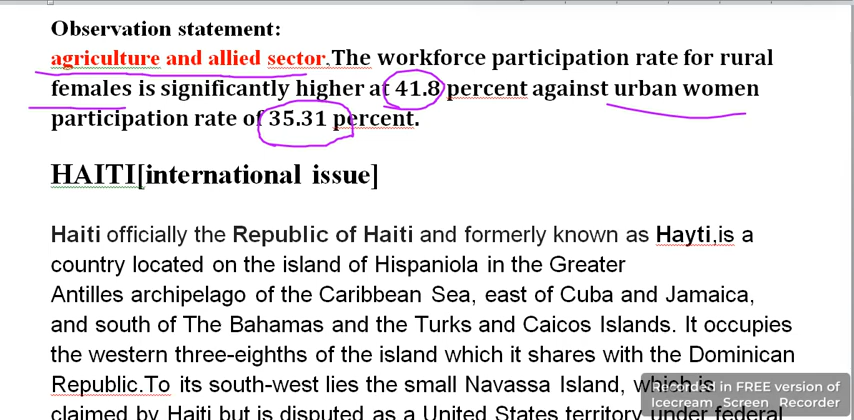 Observation statement:
agriculture and allied sector.The workforce participation rate for rural
females is significantly higher at 41.8 percent against urban women
participation rate of 35.31 percent.
HAITI[international issue]
Haiti officially the Republic of Haiti and formerly known as Hayti,is a
country located on the island of Hispaniola in the Greater
Antilles archipelago of the Caribbean Sea, east of Cuba and Jamaica,
and south of The Bahamas and the Turks and Caicos Islands. It occupies
the western three-eighths of the island which it shares with the Dominican
Republic.To its south-west lies the small Navassa Island, which is
claimed by Haiti but is disputed as a United States territory under federal
Recorded in FREE version of
Icecream Screen Recorder